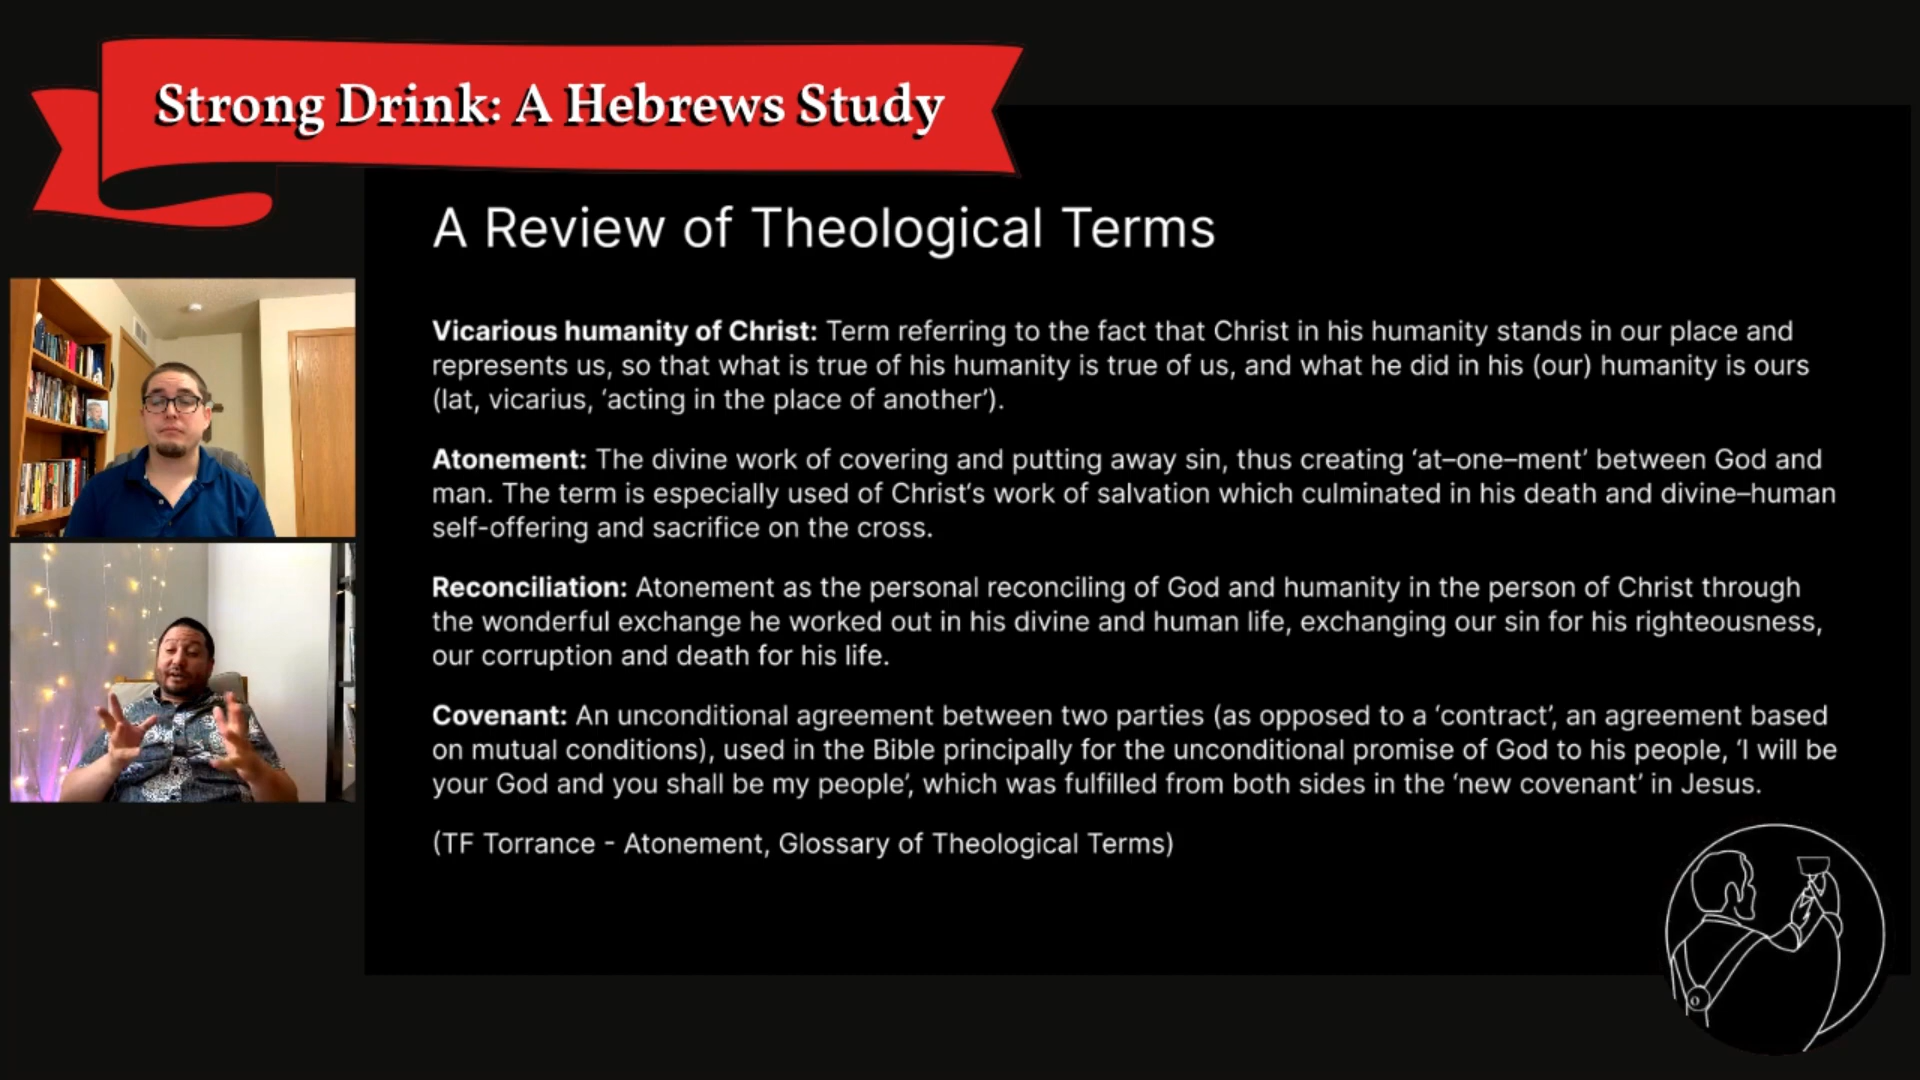 Strong Drink: A Hebrews Study
A Review of Theological Terms
Vicarious humanity of Christ: Term referring to the fact that Christ in his humanity stands in our place and
represents us, so that what is true of his humanity is true of us, and what he did in his (our) humanity is ours
(lat, vicarius, ‘acting in the place of another’).
Atonement: The divine work of covering and putting away sin, thus creating ‘at–one–ment’ between God and
man. The term is especially used of Christ‘s work of salvation which culminated in his death and divine–human
self-offering and sacrifice on the cross.
Reconciliation: Atonement as the personal reconciling of God and humanity in the person of Christ through
the wonderful exchange he worked out in his divine and human life, exchanging our sin for his righteousness,
our corruption and death for his life.
Covenant: An unconditional agreement between two parties (as opposed to a ‘contract’, an agreement based
on mutual conditions), used in the Bible principally for the unconditional promise of God to his people, ‘I will be
your God and you shall be my people’, which was fulfilled from both sides in the ‘new covenant’ in Jesus.
(TF Torrance - Atonement, Glossary of Theological Terms)